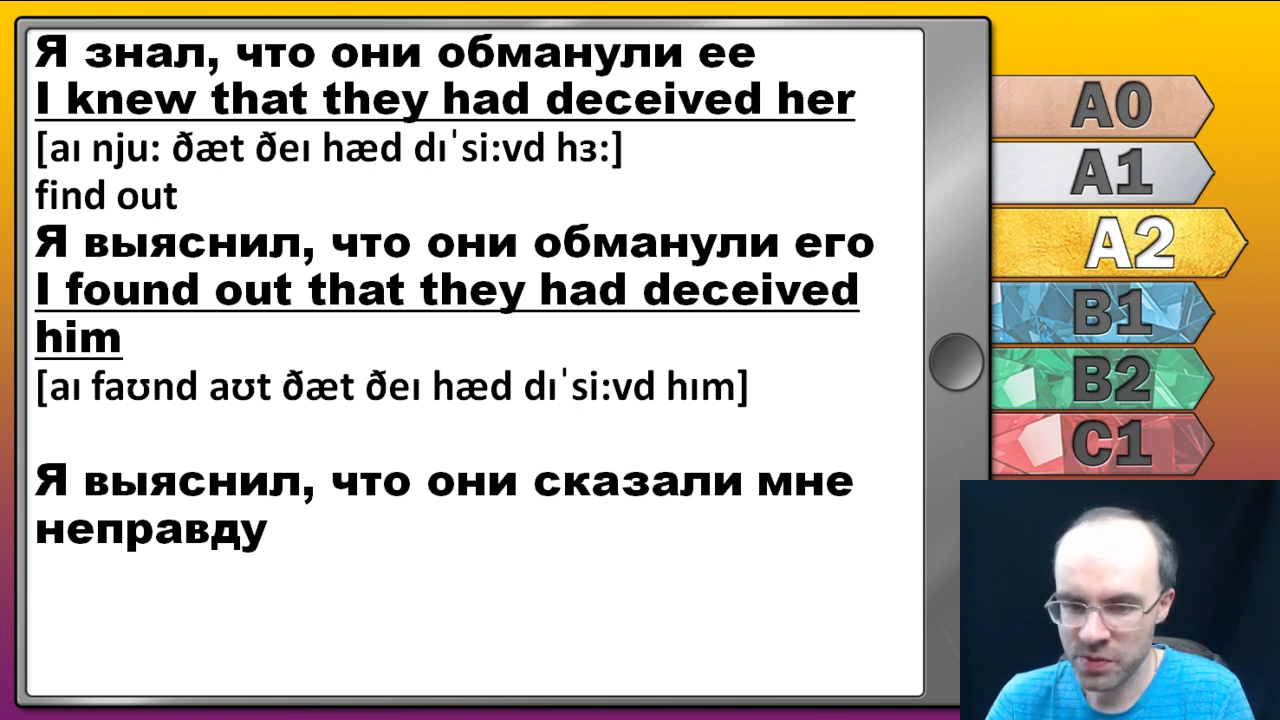 Я знал, что они обманули ее
I knew that they had deceived her
[aɪ nju: ðæt ðeɪ hæd dɪˈsi:vd hɜ:]
find out
Я выяснил, что они обманули его
I found out that they had deceived
him
[aɪ faʊnd aʊt ðæt ðeɪ hæd dɪˈsi:vd hɪm]
Я выяснил, что они сказали мне
неправду
A0
A1
A2
B1
B2
C1